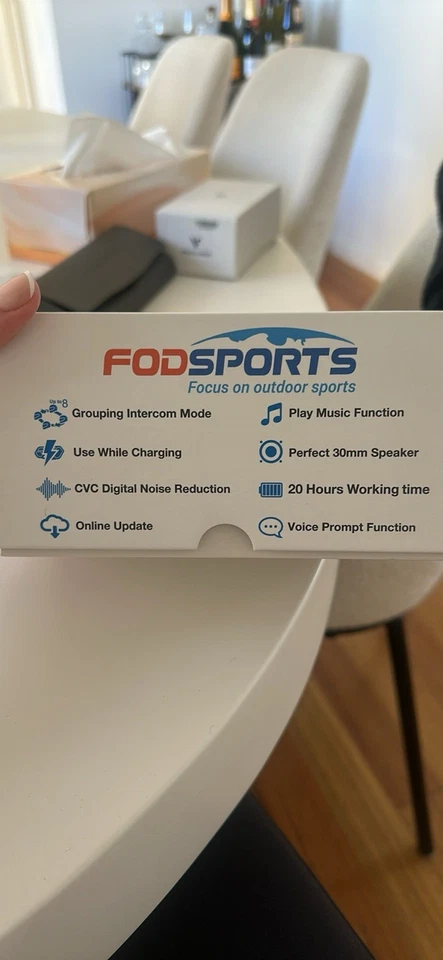 FODSPORTS
Focus on outdoor sports
Up to 8
Grouping Intercom Mode
Use While Charging
CVC Digital Noise Reduction
Online Update
Play Music Function
Perfect 30mm Speaker
20 Hours Working time
Voice Prompt Function